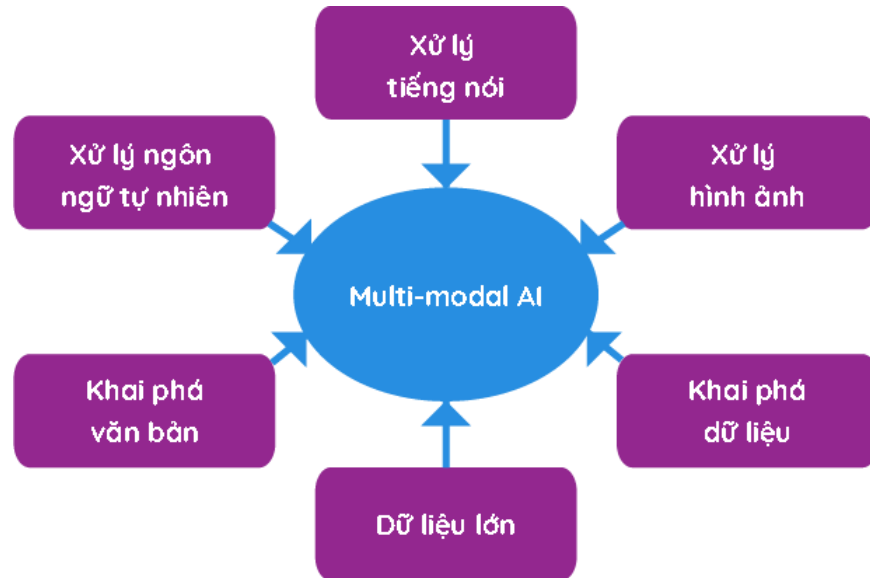 Xử lý
tiếng nói
Xử lý ngôn
ngữ tự nhiên
Xử lý
hình ảnh
Multi-modal AI
Khai phá
văn bản
Khai phá
dữ liệu
Dữ liệu lớn